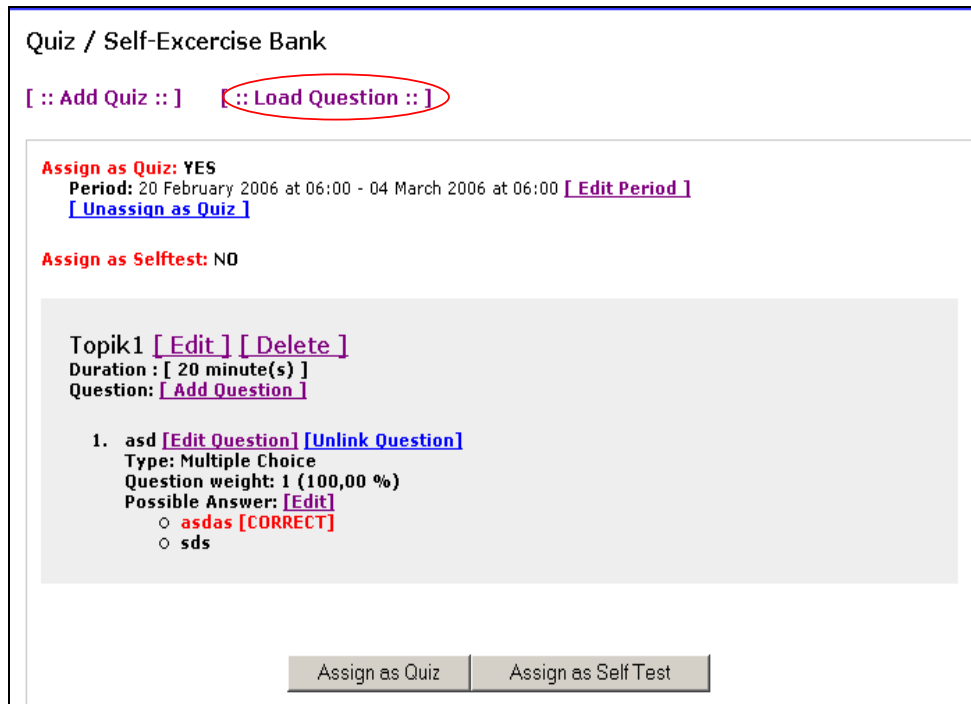 Quiz / Self-Excercise Bank
[ :: Add Quiz :: ] [ :: Load Question :: ]
Assign as Quiz: YES
Period: 20 February 2006 at 06:00 - 04 March 2006 at 06:00 [ Edit Period ]
[ Unassign as Quiz ]
Assign as Selftest: NO
Topik1 [ Edit ] [ Delete ]
Duration : [ 20 minute(s) ]
Question: [ Add Question ]
1. asd [Edit Question] [Unlink Question]
Type: Multiple Choice
Question weight: 1 (100,00 %)
Possible Answer: [Edit]
asdas [CORRECT]
sds
Assign as Quiz Assign as Self Test